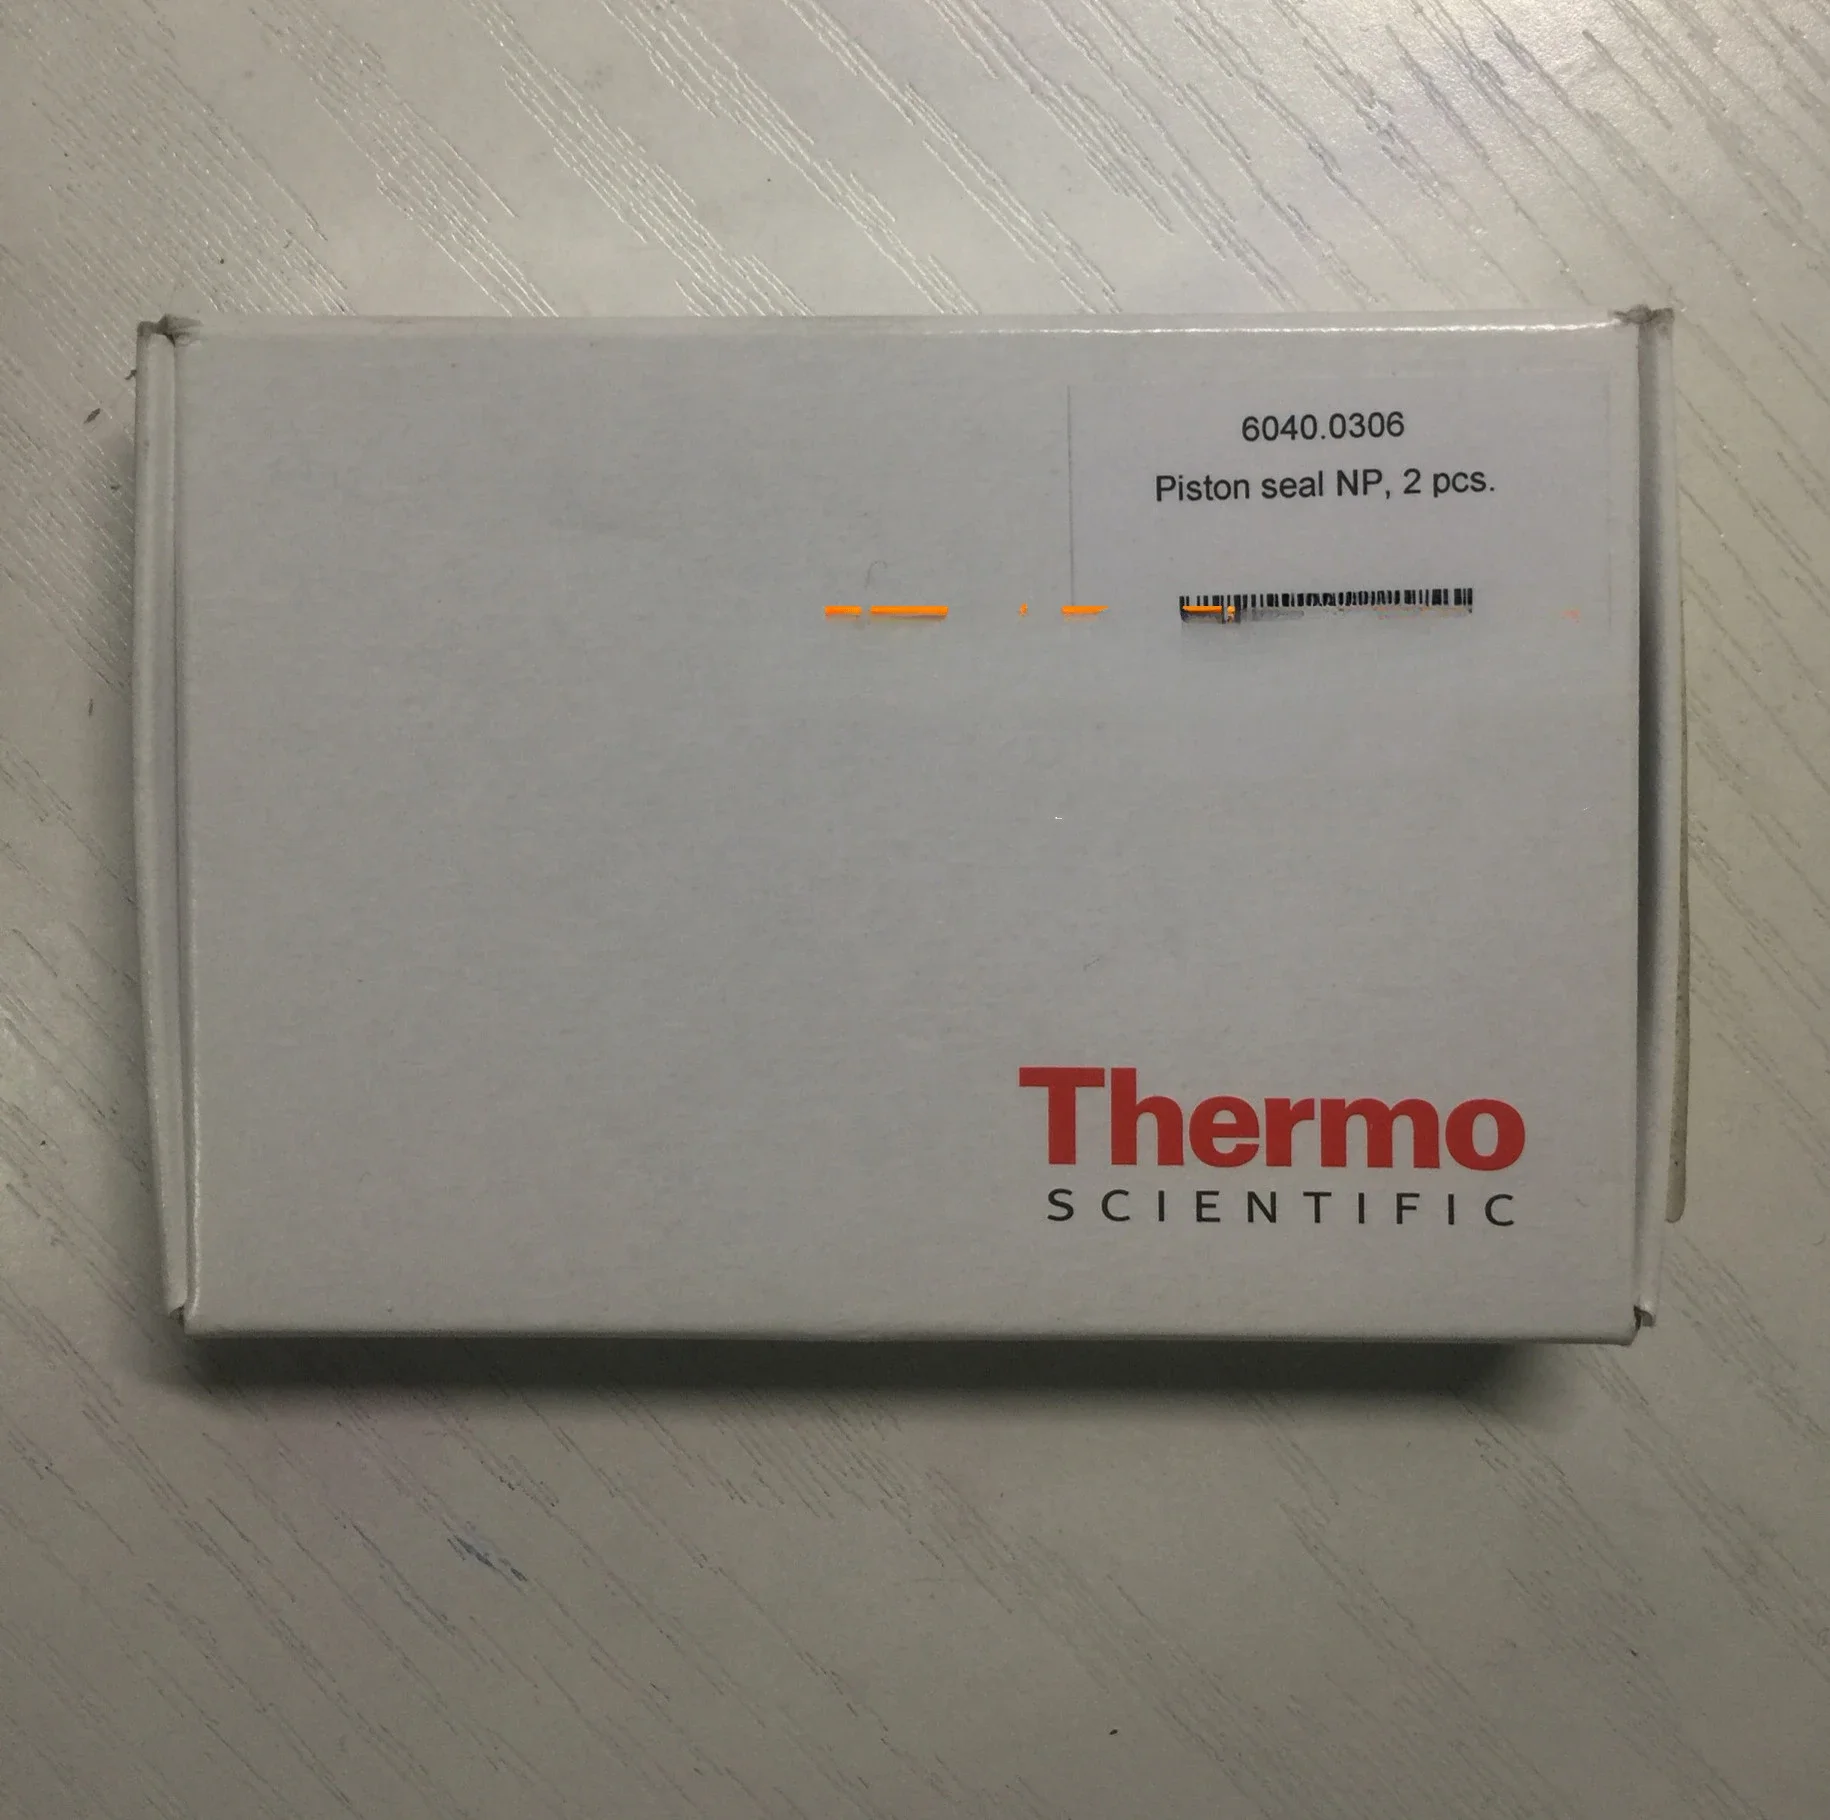 6040.0306
Piston seal NP, 2 pcs.
Thermo
SCIENTIFIC